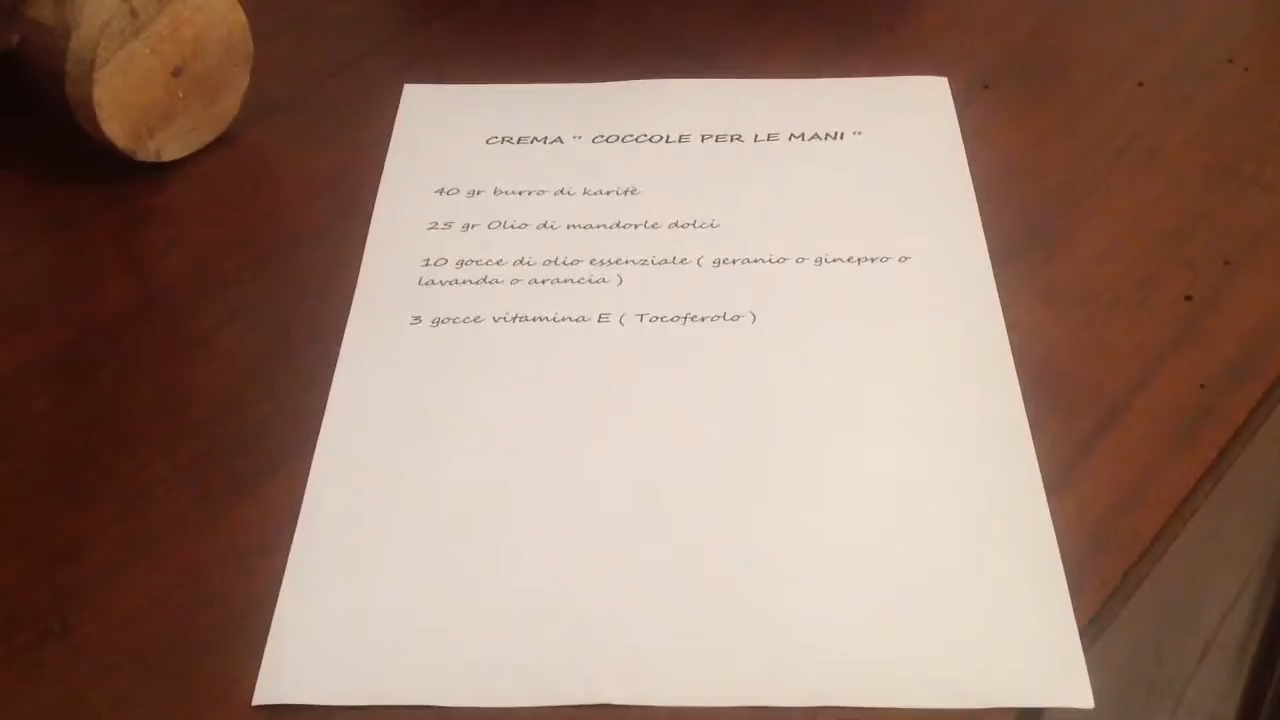 CREMA " COCCOLE PER LE MANI "
40 gr burro di karitè
25 gr Olio di mandorle dolci
10 gocce di olio essenziale ( geranio o ginepro o
lavanda o arancia )
3 gocce vitamina E ( Tocoferolo )